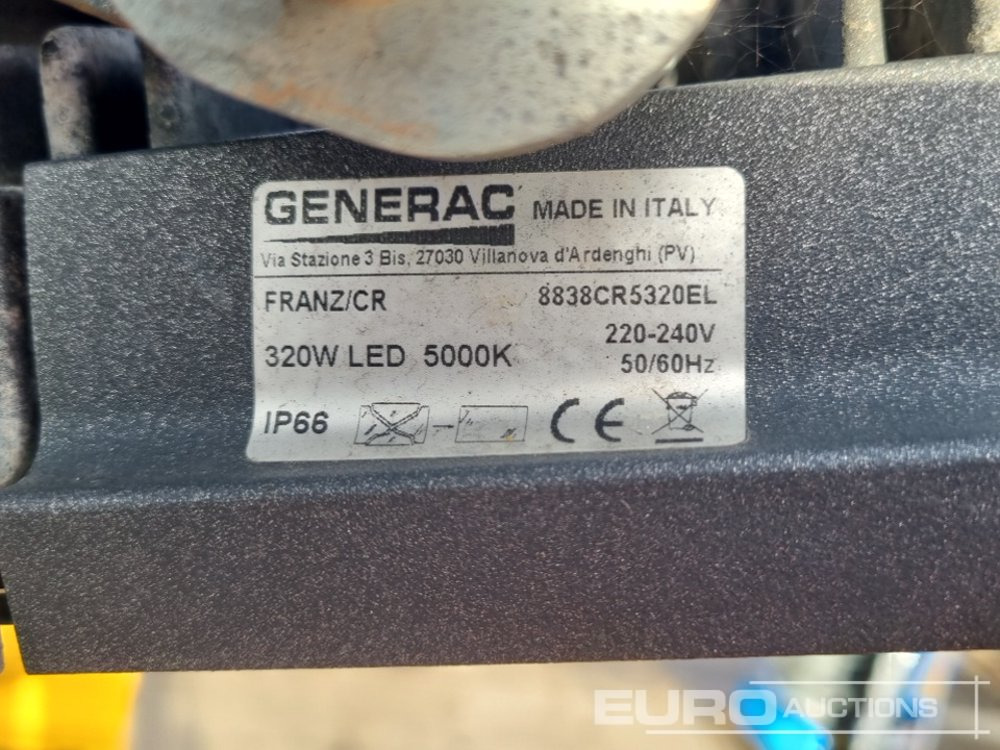 GENERAC MADE IN ITALY
Via Stazione 3 Bis, 27030 Villanova d'Ardenghi (PV)
FRANZ/CR 8838CR5320EL
320W LED 5000K 220-240V
50/60Hz
IP66 CE
EURO AUCTIONS